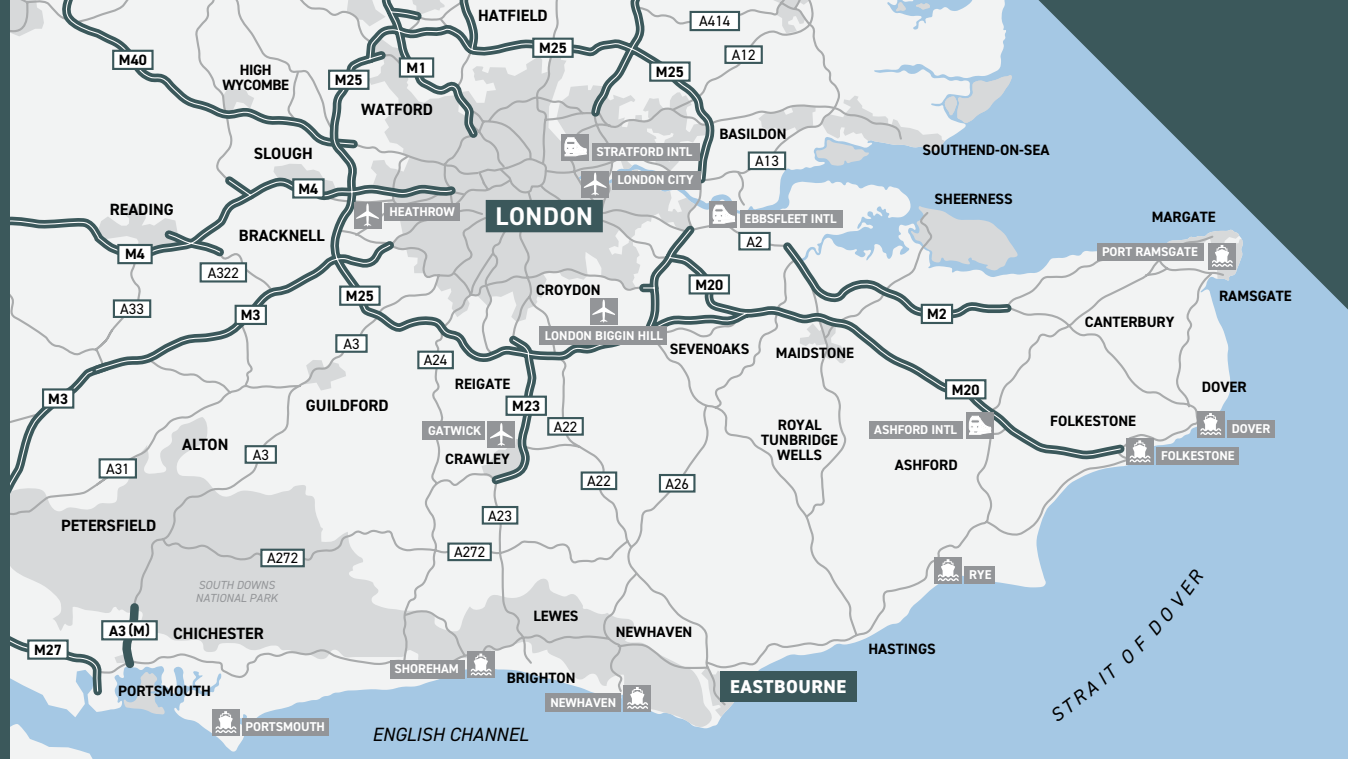 HATFIELD
A414
M25
A12
M40
M1
M25
M25
HIGH
WYCOMBE
WATFORD
BASILDON
STRATFORD INTL
SOUTHEND-ON-SEA
SLOUGH
A13
LONDON CITY
M4
SHEERNESS
READING
HEATHROW
LONDON
EBBSFLEET INTL
MARGATE
BRACKNELL
A2
M4
PORT RAMSGATE
A322
M20
CROYDON
M25
RAMSGATE
A33
M3
M2
CANTERBURY
LONDON BIGGIN HILL
A3
SEVENOAKS
MAIDSTONE
A24
REIGATE
DOVER
M20
M3
GUILDFORD
M23
FOLKESTONE
A22
ROYAL
TUNBRIDGE
WELLS
GATWICK
ASHFORD INTL
DOVER
ALTON
A3
CRAWLEY
FOLKESTONE
ASHFORD
A31
A22
A26
A23
PETERSFIELD
A272
A272
RYE
SOUTH DOWNS
NATIONAL PARK
LEWES
A3 (M)
CHICHESTER
NEWHAVEN
STRAIT OF DOVER
M27
HASTINGS
SHOREHAM
BRIGHTON
EASTBOURNE
PORTSMOUTH
NEWHAVEN
PORTSMOUTH
ENGLISH CHANNEL